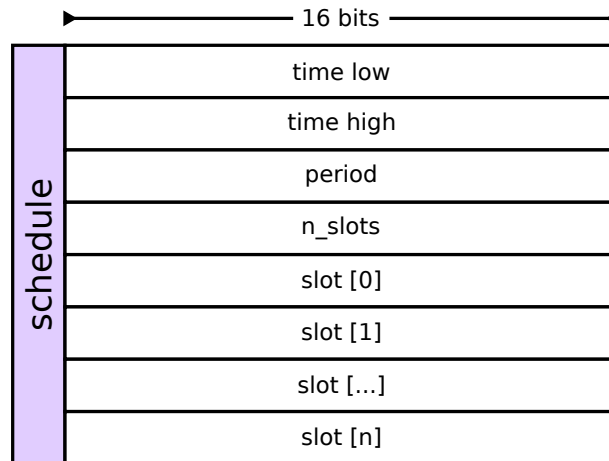 16 bits
schedule
time low
time high
period
n_slots
slot [0]
slot [1]
slot [...]
slot [n]